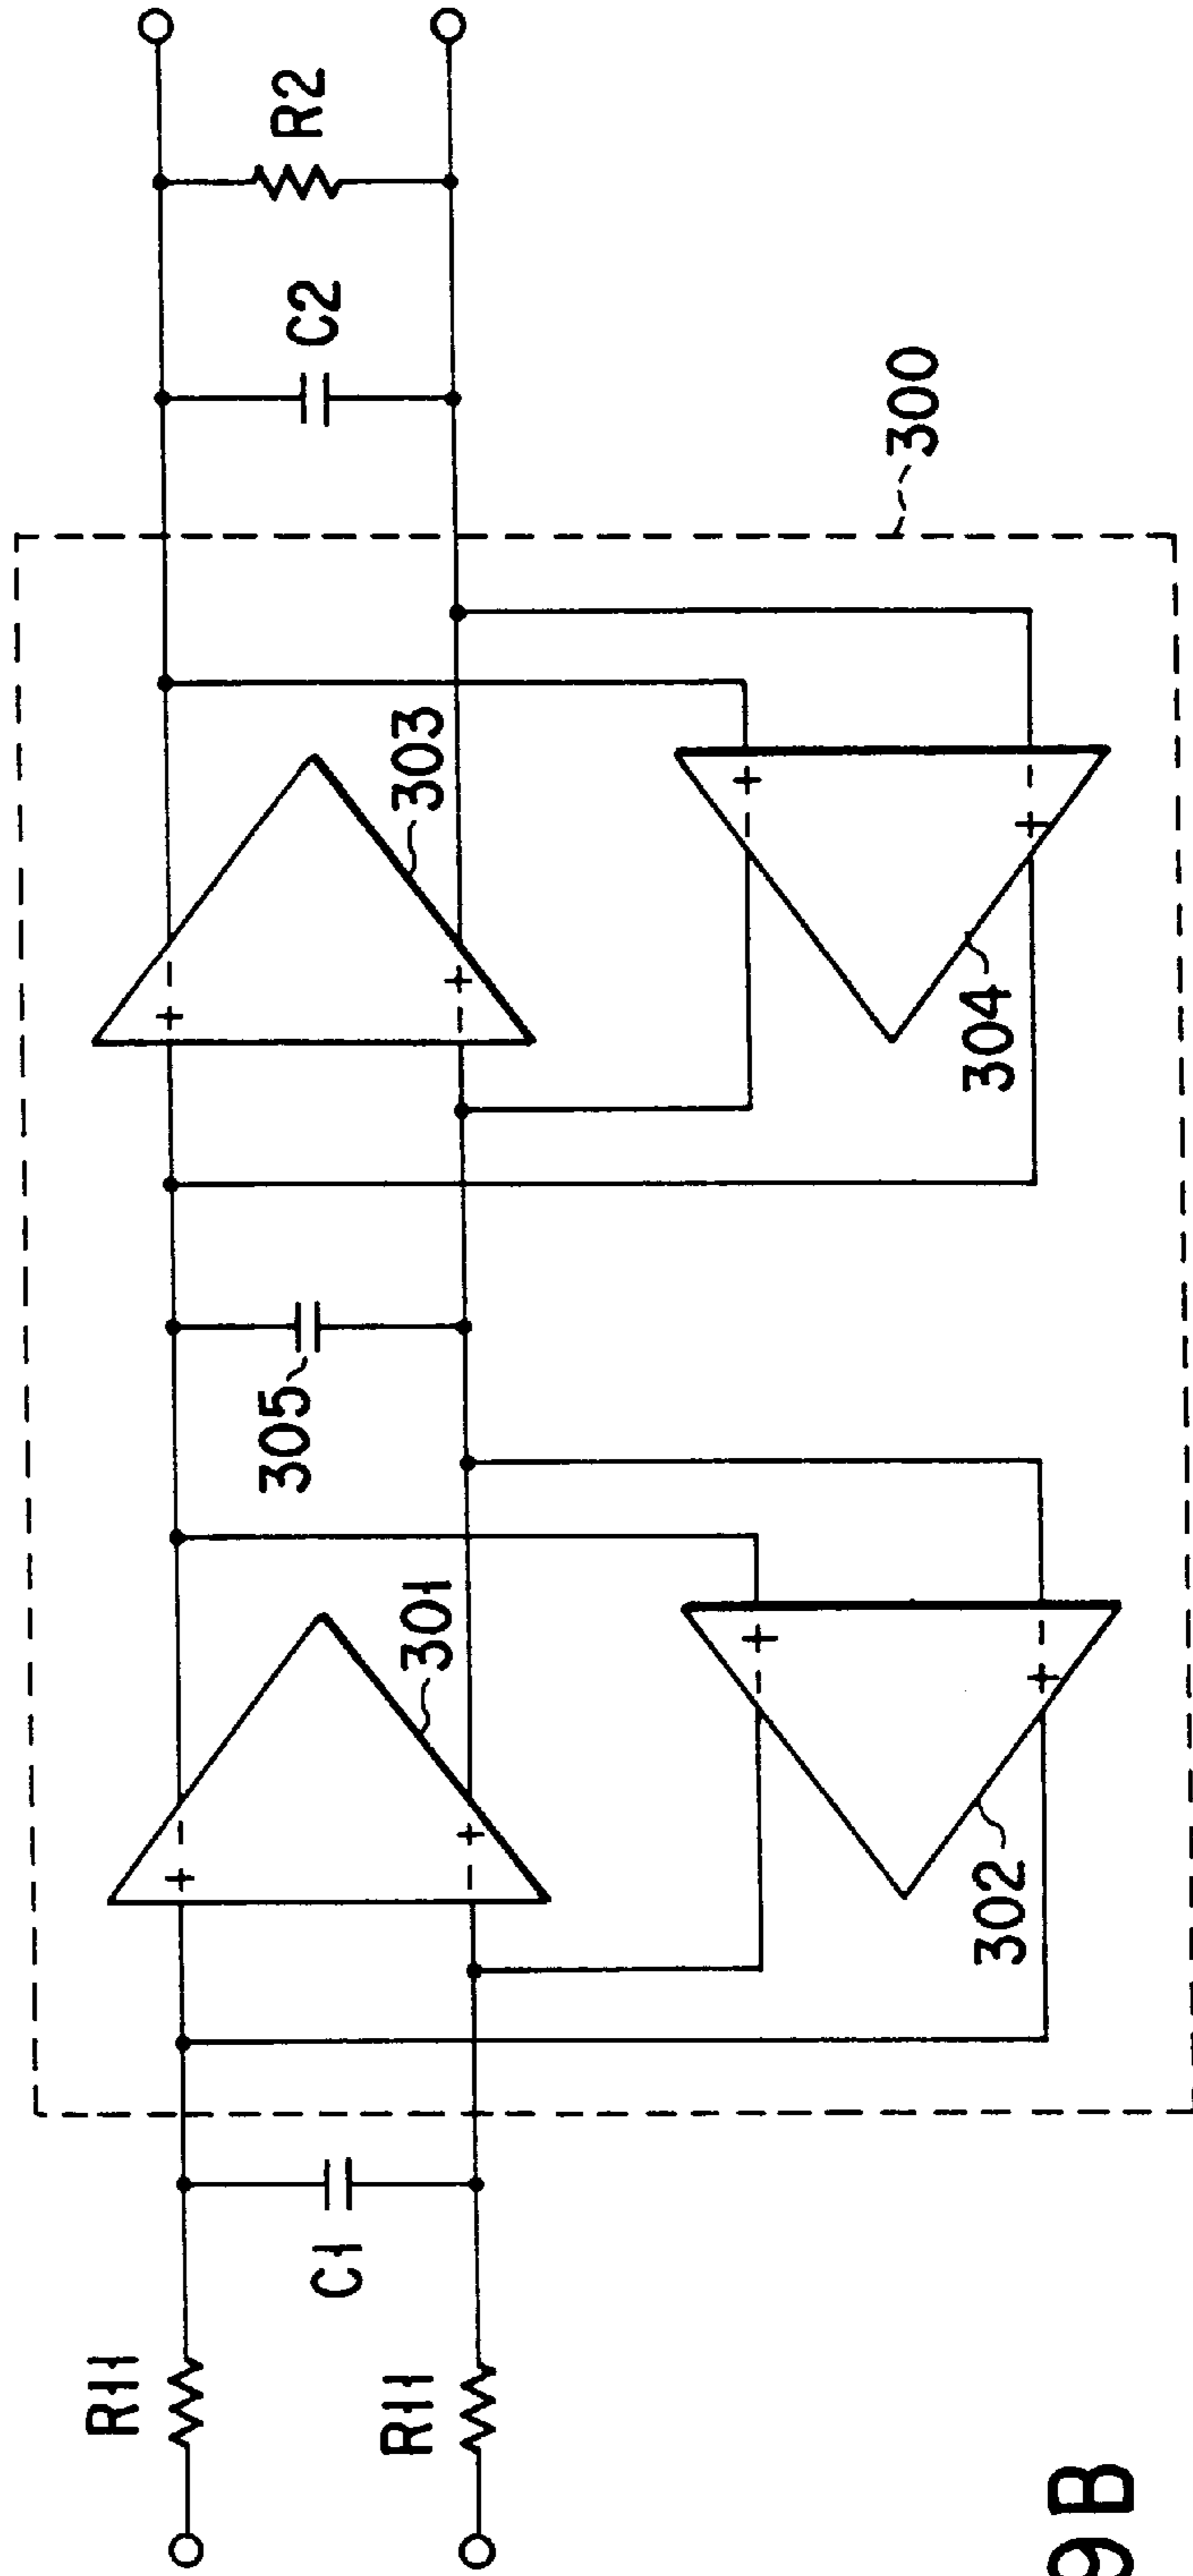 R11
R11
C1
301
302
305
303
304
300
C2
R2
+ -
- +
+ -
- +
+ -
- +
+ -
- +
9B